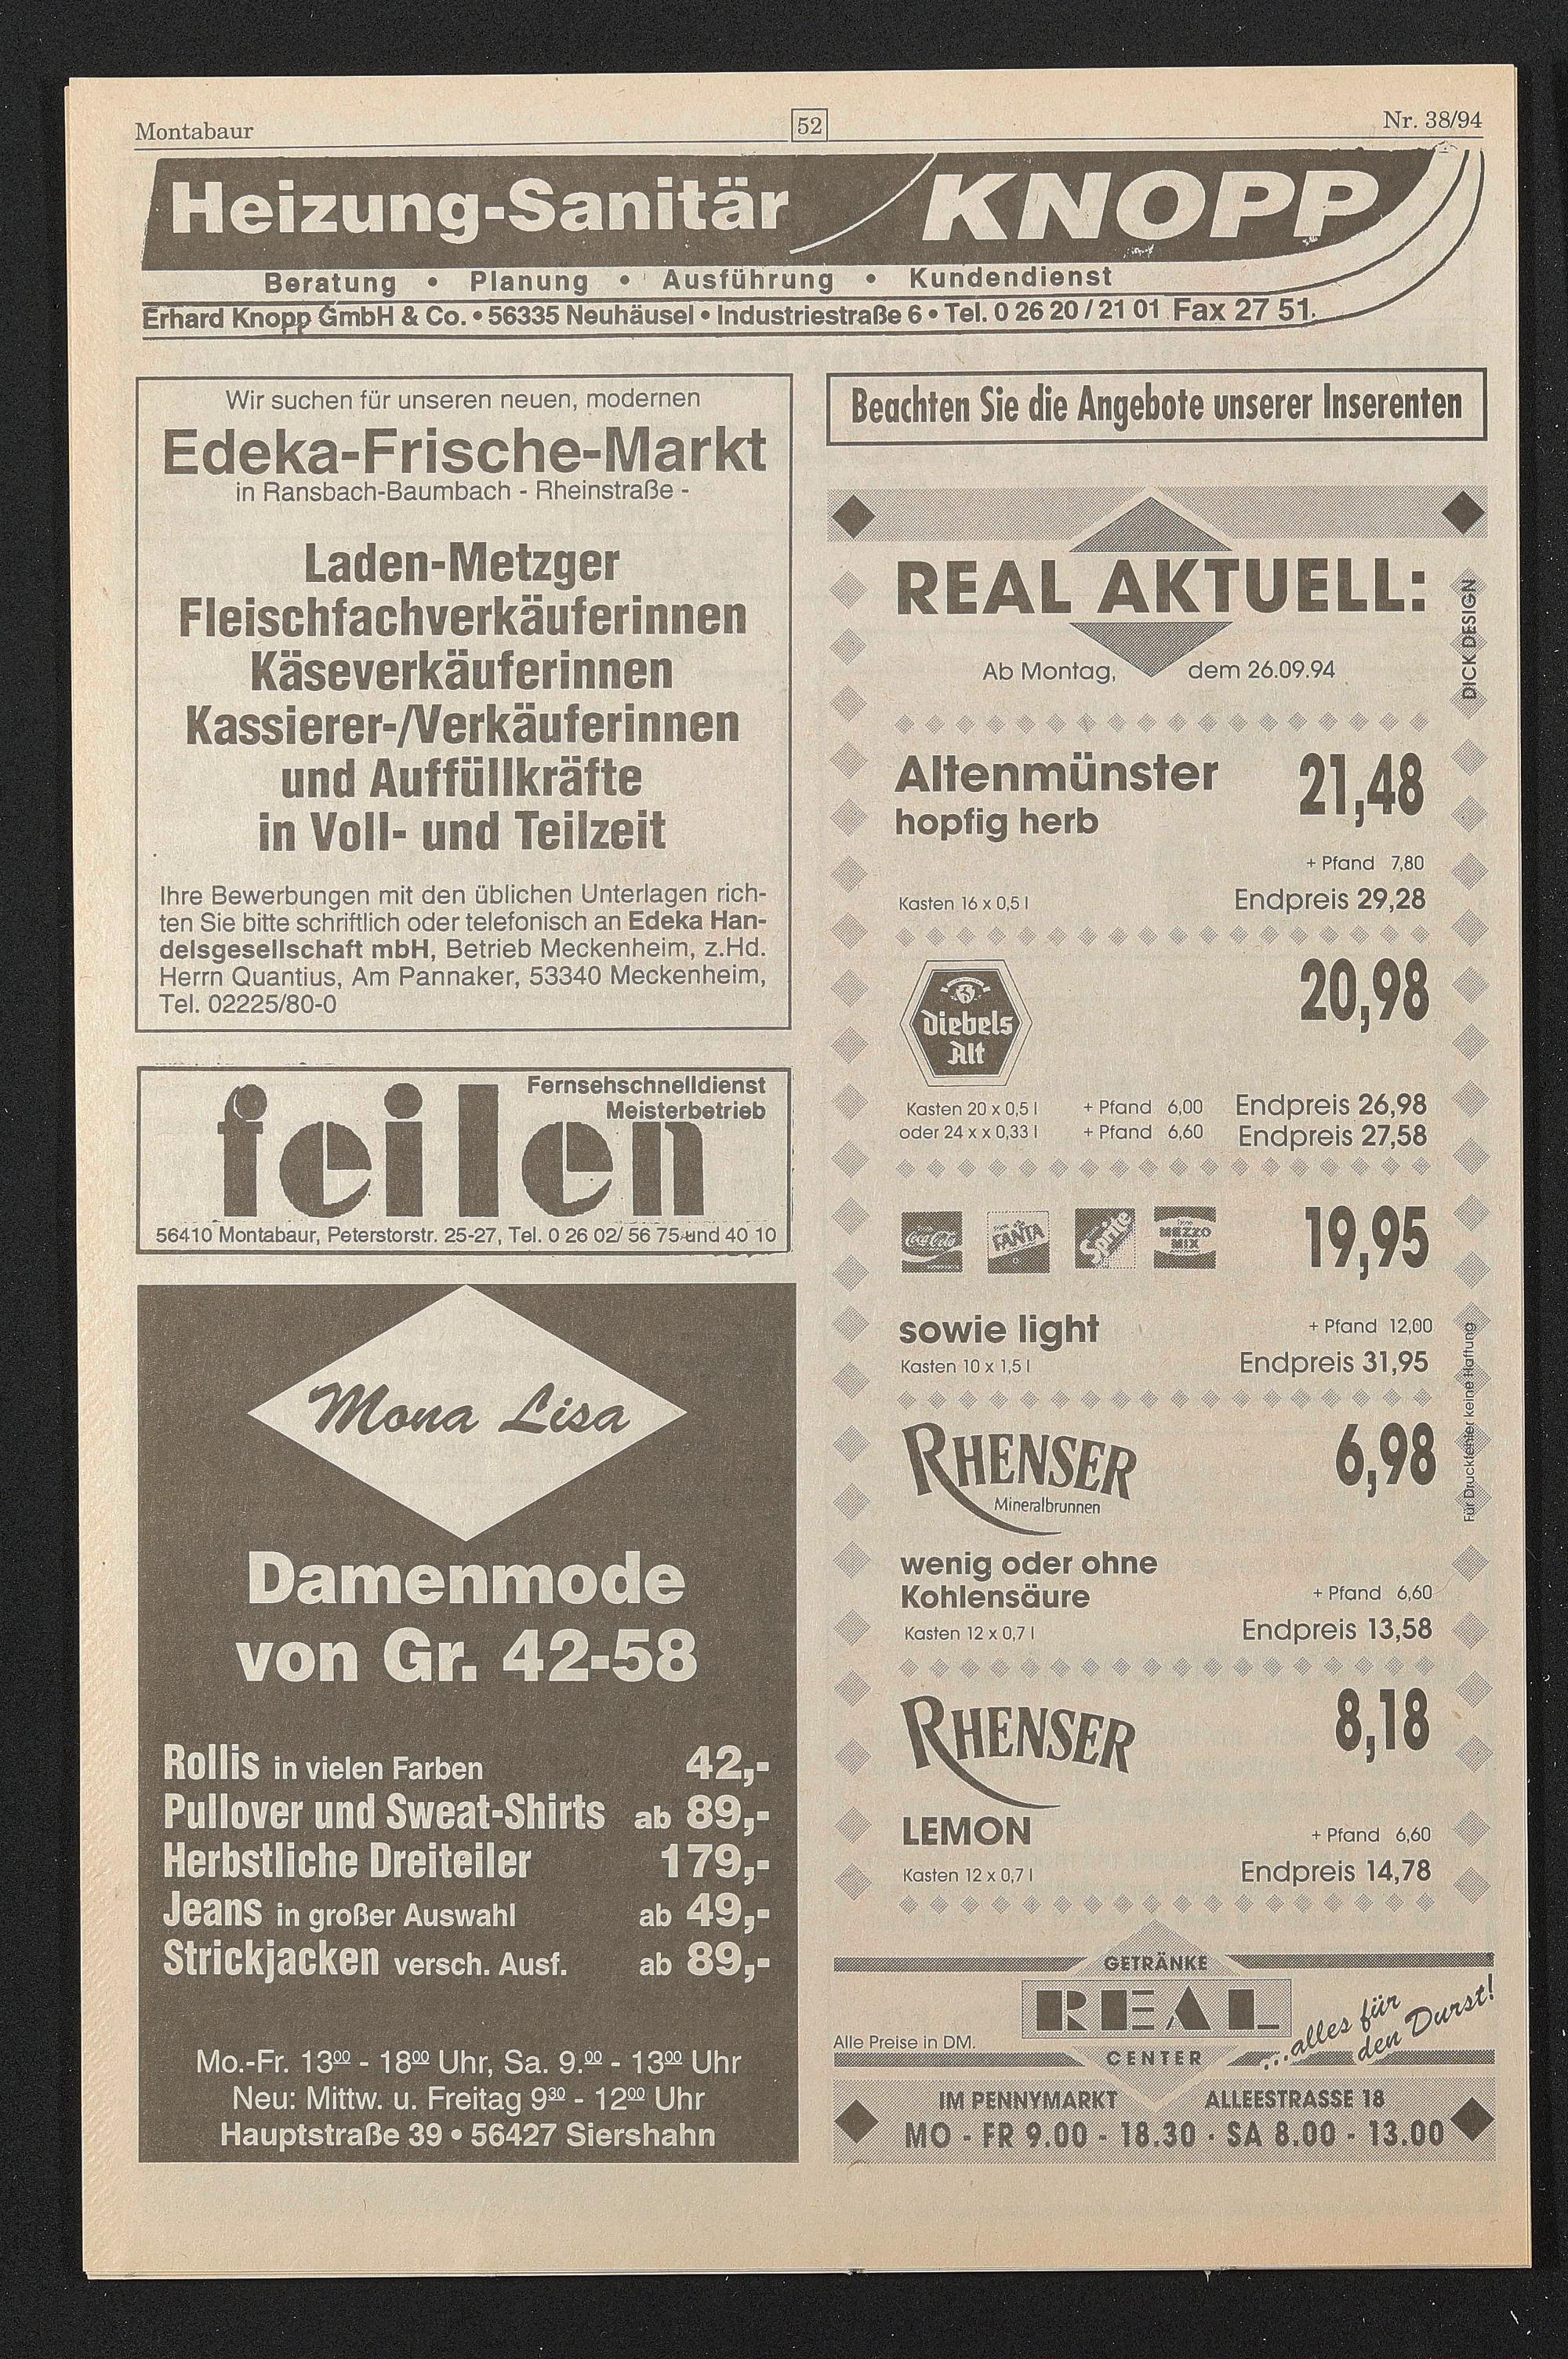 Montabaur
52
Nr. 38/94
Heizung-Sanitär KNOPP
Beratung • Planung • Ausführung • Kundendienst
Erhard Knopp GmbH & Co. • 56335 Neuhäusel • Industriestraße 6 • Tel. 0 26 20 / 21 01 Fax 27 51.
Wir suchen für unseren neuen, modernen
Edeka-Frische-Markt
in Ransbach-Baumbach - Rheinstraße -
Laden-Metzger
Fleischfachverkäuferinnen
Käseverkäuferinnen
Kassierer-/Verkäuferinnen
und Auffüllkräfte
in Voll- und Teilzeit
Ihre Bewerbungen mit den üblichen Unterlagen rich-
ten Sie bitte schriftlich oder telefonisch an Edeka Han-
delsgesellschaft mbH, Betrieb Meckenheim, z.Hd.
Herrn Quantius, Am Pannaker, 53340 Meckenheim,
Tel. 02225/80-0
Fernsehschnelldienst
Meisterbetrieb
feilen
56410 Montabaur, Peterstorstr. 25-27, Tel. 0 26 02/ 56 75 und 40 10
Mona Lisa
Damenmode
von Gr. 42-58
Rollis in vielen Farben 42,-
Pullover und Sweat-Shirts ab 89,-
Herbstliche Dreiteiler 179,-
Jeans in großer Auswahl ab 49,-
Strickjacken versch. Ausf. ab 89,-
Mo.-Fr. 13⁰⁰ - 18⁰⁰ Uhr, Sa. 9.⁰⁰ - 13⁰⁰ Uhr
Neu: Mittw. u. Freitag 9³⁰ - 12⁰⁰ Uhr
Hauptstraße 39 • 56427 Siershahn
Beachten Sie die Angebote unserer Inserenten
REAL AKTUELL:
DICK DESIGN
Ab Montag, dem 26.09.94
Altenmünster 21,48
hopfig herb
+ Pfand 7,80
Kasten 16 x 0,5 l Endpreis 29,28
20,98
Diebels
Alt
Kasten 20 x 0,5 l + Pfand 6,00 Endpreis 26,98
oder 24 x x 0,33 l + Pfand 6,60 Endpreis 27,58
Coca-Cola FANTA Sprite MEZZO MIX 19,95
sowie light + Pfand 12,00
Kasten 10 x 1,5 l Endpreis 31,95
Für Druckfehler keine Haftung
RHENSER 6,98
Mineralbrunnen
wenig oder ohne
Kohlensäure + Pfand 6,60
Kasten 12 x 0,7 l Endpreis 13,58
RHENSER 8,18
LEMON + Pfand 6,60
Kasten 12 x 0,7 l Endpreis 14,78
GETRÄNKE
REAL
CENTER
...alles für
den Durst!
Alle Preise in DM.
IM PENNYMARKT ALLEESTRASSE 18
MO - FR 9.00 - 18.30 · SA 8.00 - 13.00